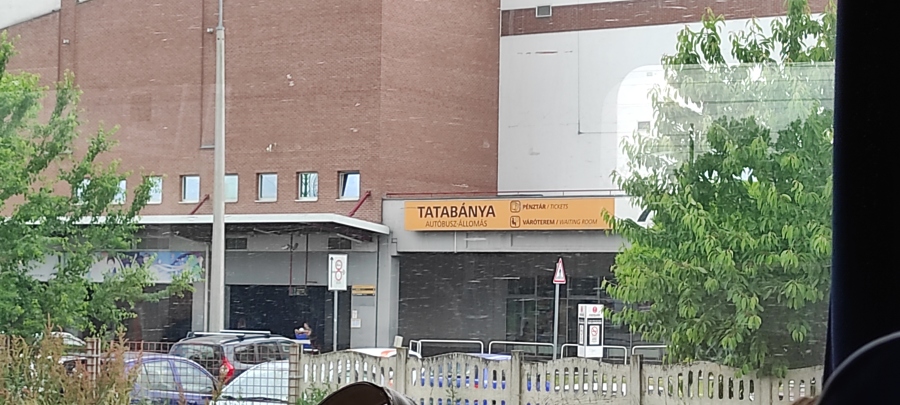 TATABÁNYA
AUTÓBUSZ-ÁLLOMÁS
PÉNZTÁR / TICKETS
VÁRÓTEREM / WAITING ROOM